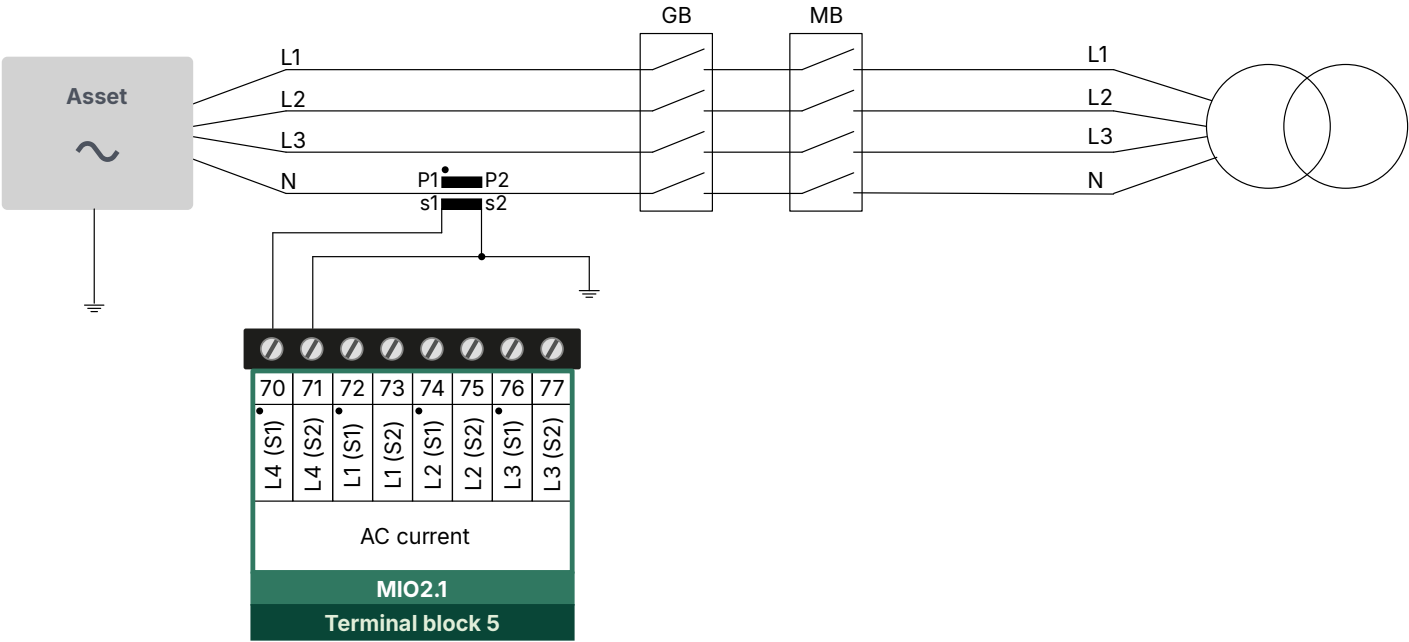 GB MB
Asset
L1
L2
L3
N
L1
L2
L3
N
P1 P2
s1 s2
70 71 72 73 74 75 76 77
L4 (S1)
L4 (S2)
L1 (S1)
L1 (S2)
L2 (S1)
L2 (S2)
L3 (S1)
L3 (S2)
AC current
MIO2.1
Terminal block 5